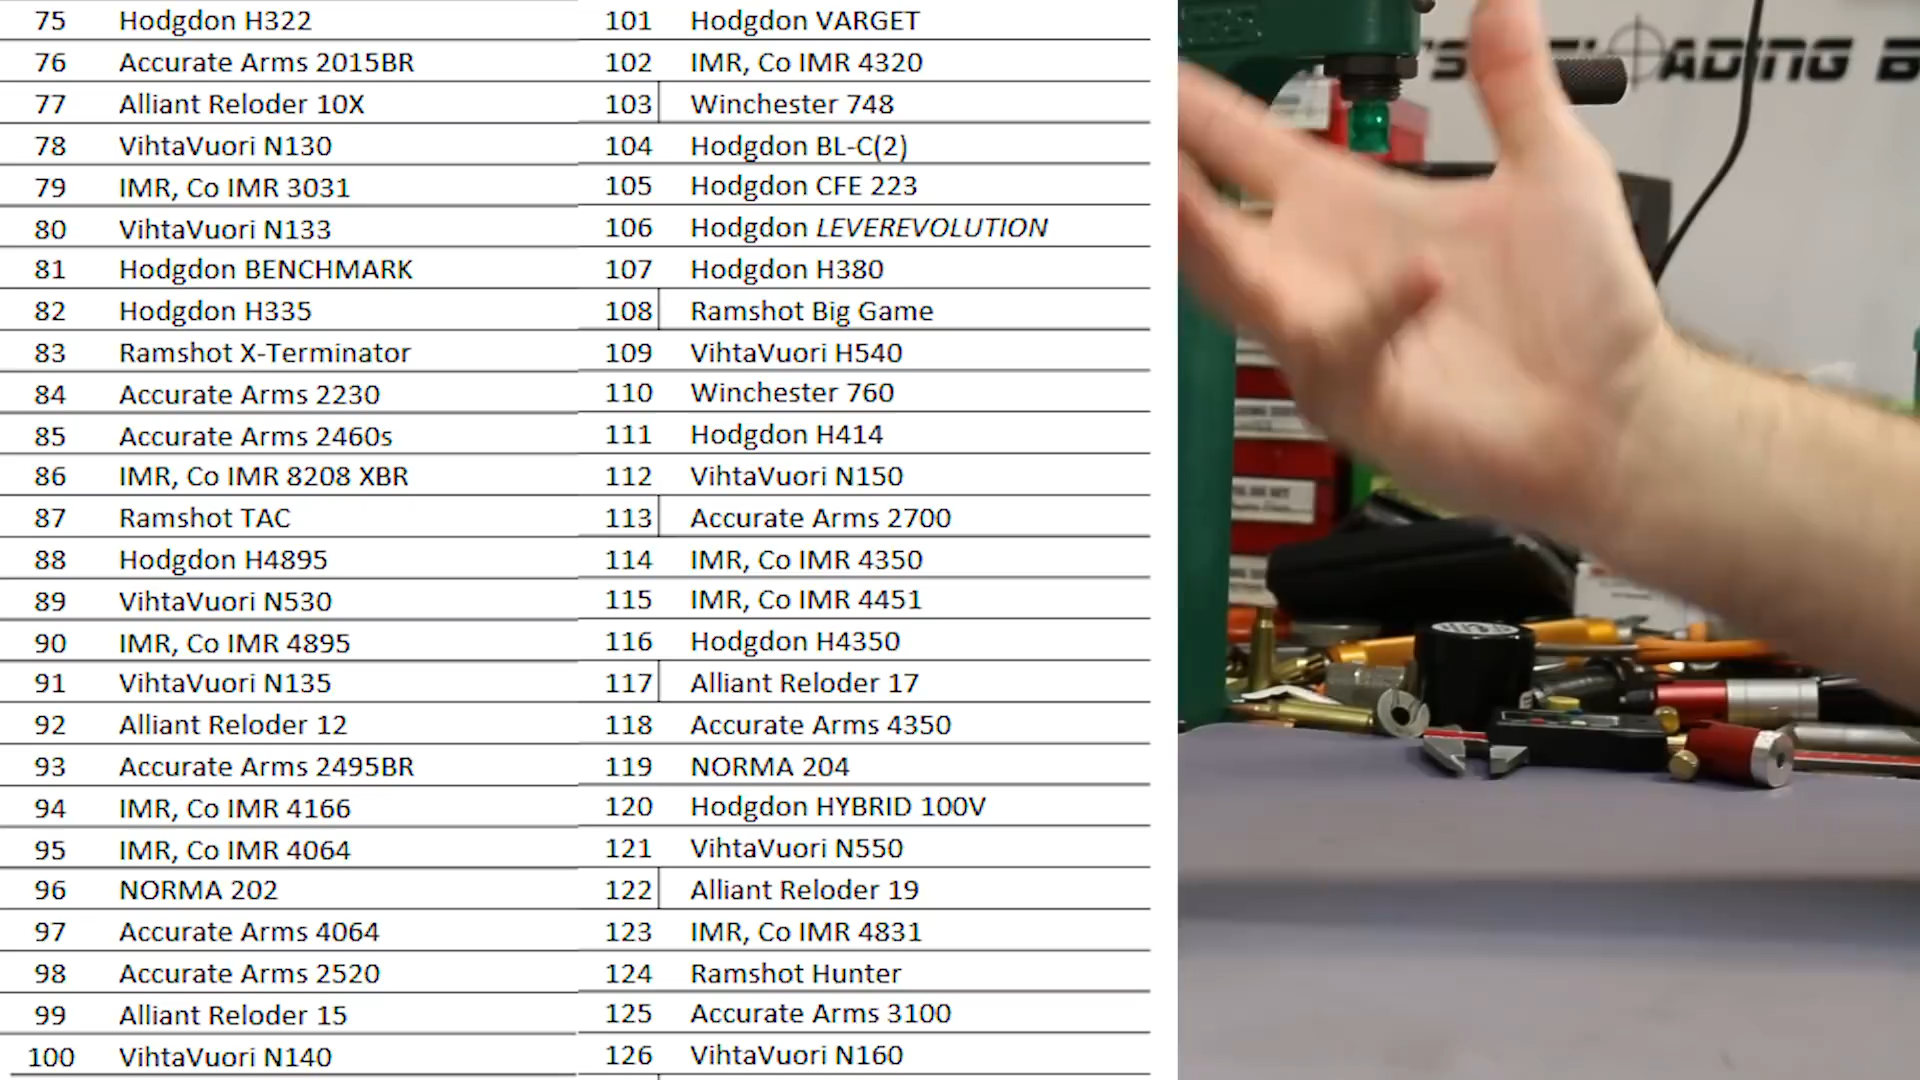 75 Hodgdon H322
76 Accurate Arms 2015BR
77 Alliant Reloder 10X
78 VihtaVuori N130
79 IMR, Co IMR 3031
80 VihtaVuori N133
81 Hodgdon BENCHMARK
82 Hodgdon H335
83 Ramshot X-Terminator
84 Accurate Arms 2230
85 Accurate Arms 2460s
86 IMR, Co IMR 8208 XBR
87 Ramshot TAC
88 Hodgdon H4895
89 VihtaVuori N530
90 IMR, Co IMR 4895
91 VihtaVuori N135
92 Alliant Reloder 12
93 Accurate Arms 2495BR
94 IMR, Co IMR 4166
95 IMR, Co IMR 4064
96 NORMA 202
97 Accurate Arms 4064
98 Accurate Arms 2520
99 Alliant Reloder 15
100 VihtaVuori N140
101 Hodgdon VARGET
102 IMR, Co IMR 4320
103 Winchester 748
104 Hodgdon BL-C(2)
105 Hodgdon CFE 223
106 Hodgdon LEVEREVOLUTION
107 Hodgdon H380
108 Ramshot Big Game
109 VihtaVuori H540
110 Winchester 760
111 Hodgdon H414
112 VihtaVuori N150
113 Accurate Arms 2700
114 IMR, Co IMR 4350
115 IMR, Co IMR 4451
116 Hodgdon H4350
117 Alliant Reloder 17
118 Accurate Arms 4350
119 NORMA 204
120 Hodgdon HYBRID 100V
121 VihtaVuori N550
122 Alliant Reloder 19
123 IMR, Co IMR 4831
124 Ramshot Hunter
125 Accurate Arms 3100
126 VihtaVuori N160
ADING B